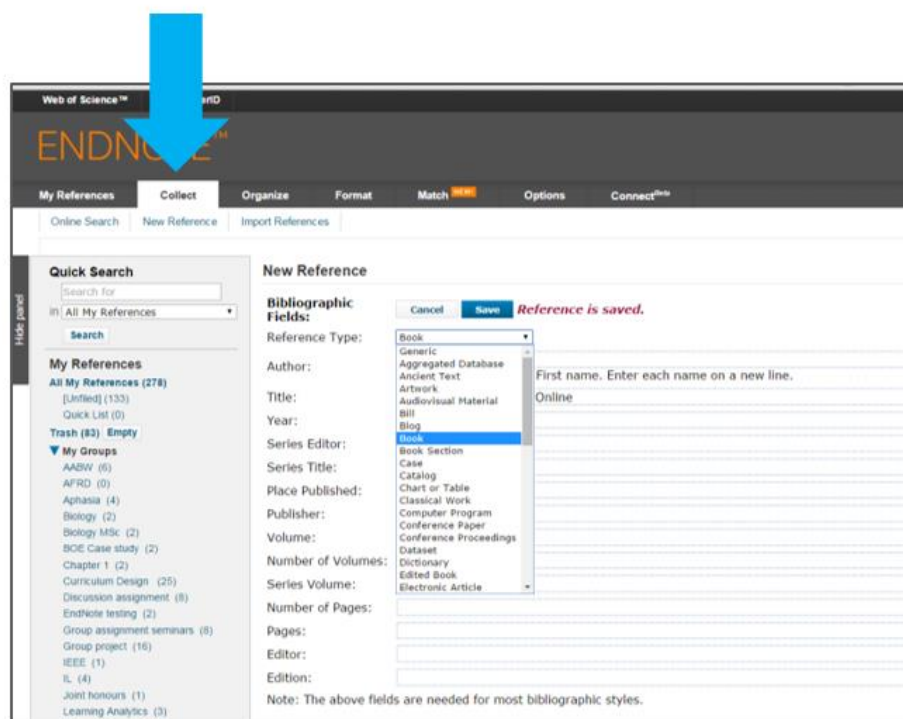 Web of Science™ erID
ENDNOTE™
My References Collect Organize Format Match NEW! Options Connect Beta
Online Search New Reference Import References
Hide panel
Quick Search
Search for
in All My References
Search
My References
All My References (278)
[Unfiled] (133)
Quick List (0)
Trash (83) Empty
My Groups
AABW (6)
AFRD (0)
Aphasia (4)
Biology (2)
Biology MSc (2)
BOE Case study (2)
Chapter 1 (2)
Curriculum Design (25)
Discussion assignment (8)
EndNote testing (2)
Group assignment seminars (8)
Group project (16)
IEEE (1)
IL (4)
Joint honours (1)
Learning Analytics (3)
New Reference
Bibliographic Fields: Cancel Save Reference is saved.
Reference Type: Book
Generic
Aggregated Database
Ancient Text
Artwork
Audiovisual Material
Bill
Blog
Book
Book Section
Case
Catalog
Chart or Table
Classical Work
Computer Program
Conference Paper
Conference Proceedings
Dataset
Dictionary
Edited Book
Electronic Article
Author: First name. Enter each name on a new line.
Title: Online
Year:
Series Editor:
Series Title:
Place Published:
Publisher:
Volume:
Number of Volumes:
Series Volume:
Number of Pages:
Pages:
Editor:
Edition:
Note: The above fields are needed for most bibliographic styles.